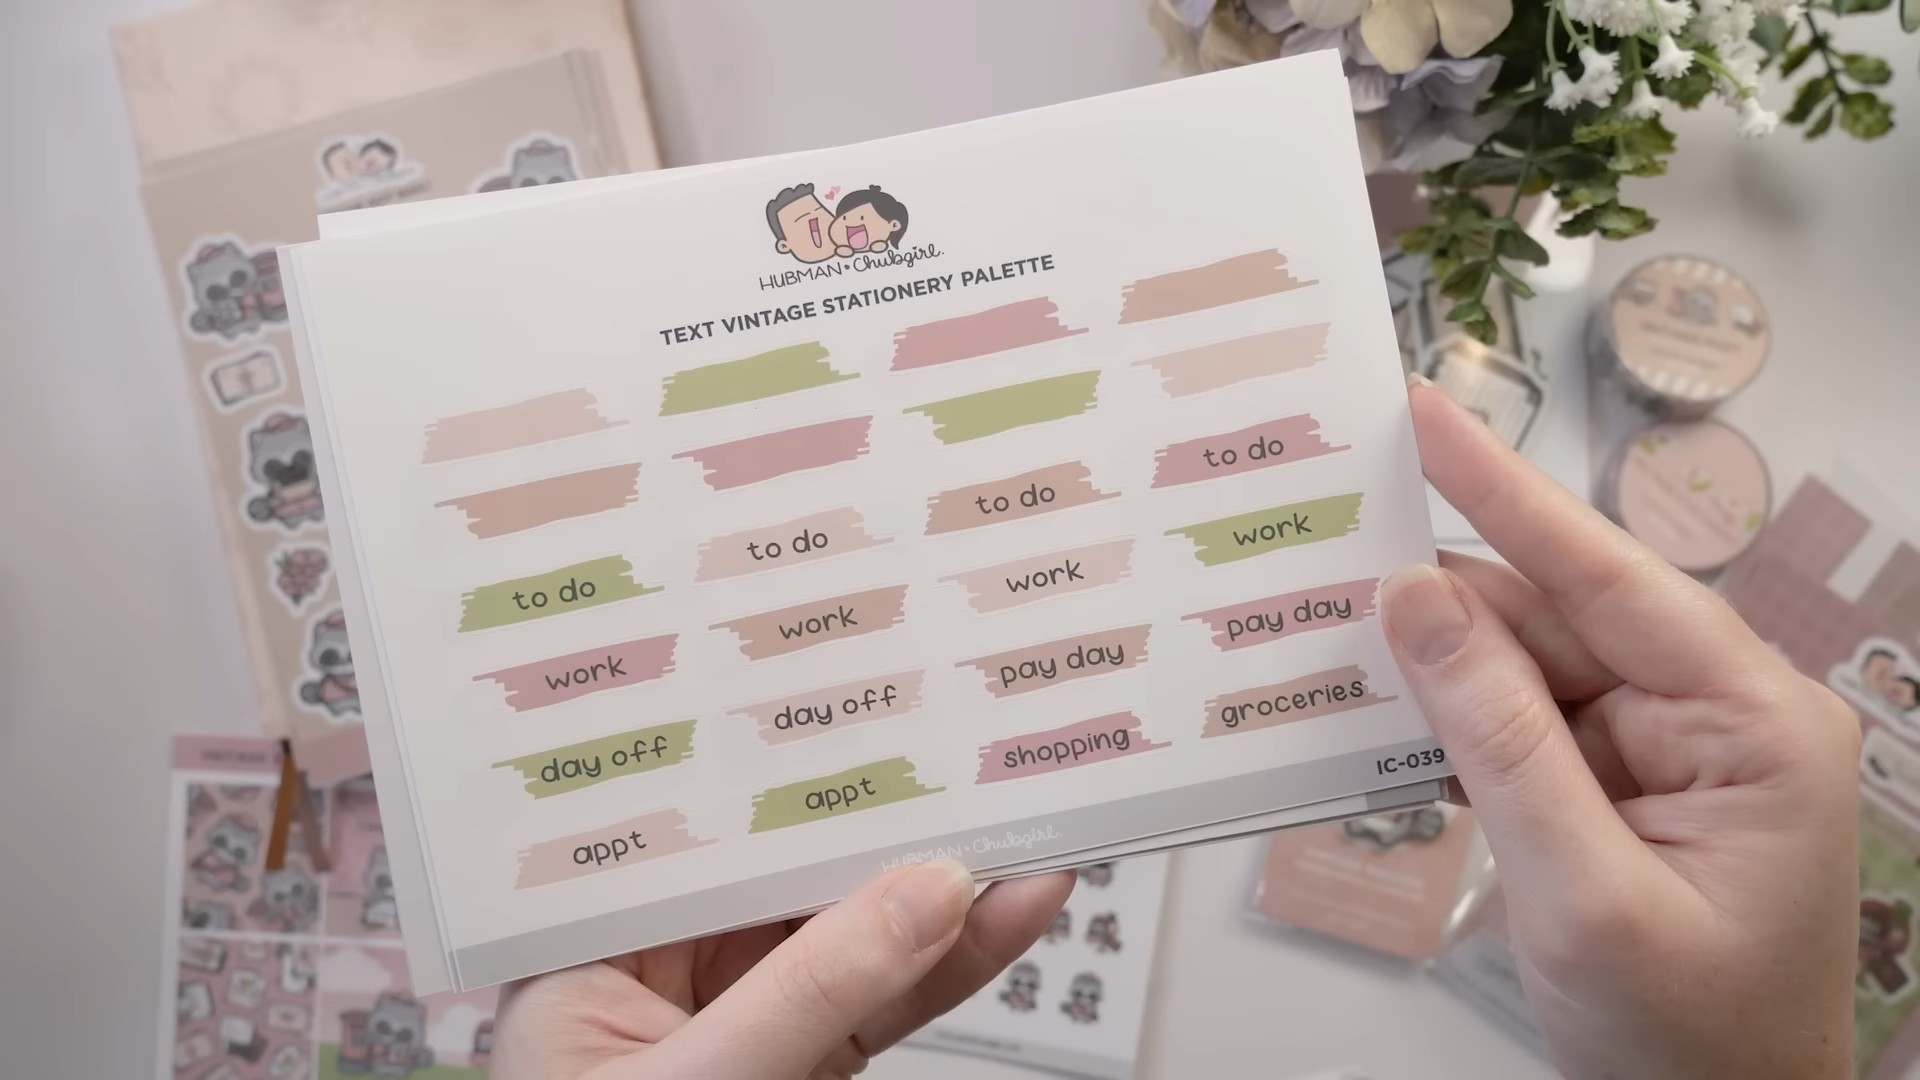 HUBMAN • Chubgirl.
TEXT VINTAGE STATIONERY PALETTE
to do to do to do to do
work work work work
day off day off pay day pay day
appt appt shopping groceries
IC-039
HUBMAN • Chubgirl.